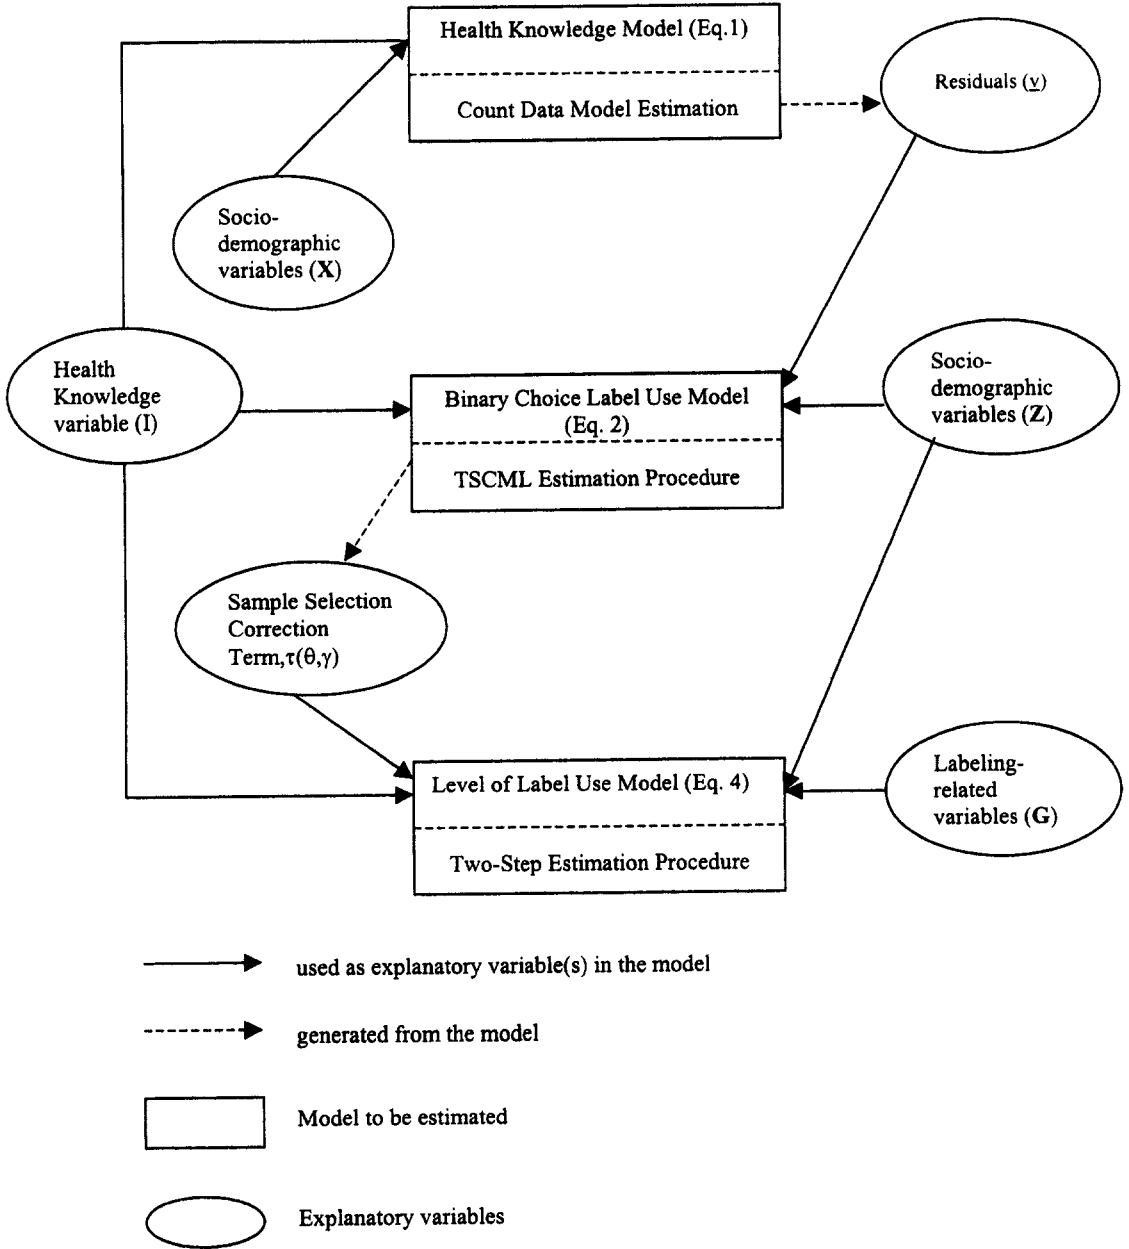 Health Knowledge Model (Eq.1)
Count Data Model Estimation
Residuals (v)
Socio-
demographic
variables (X)
Health
Knowledge
variable (I)
Binary Choice Label Use Model
(Eq. 2)
TSCML Estimation Procedure
Socio-
demographic
variables (Z)
Sample Selection
Correction
Term,τ(θ,γ)
Level of Label Use Model (Eq. 4)
Two-Step Estimation Procedure
Labeling-
related
variables (G)
used as explanatory variable(s) in the model
generated from the model
Model to be estimated
Explanatory variables